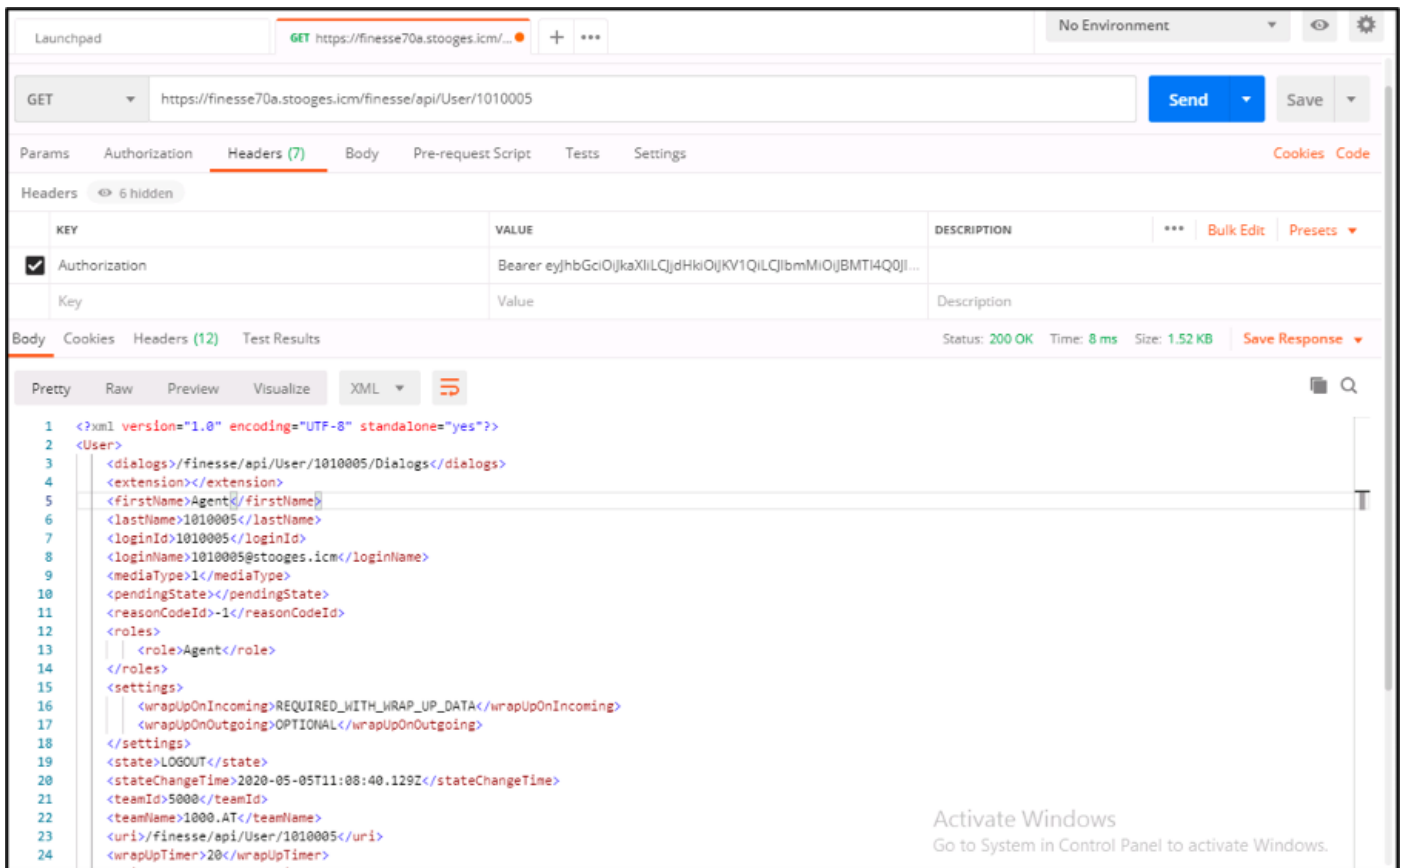 Launchpad
GET https://finesse70a.stooges.icm/...
No Environment
GET
https://finesse70a.stooges.icm/finesse/api/User/1010005
Send
Save
Params Authorization Headers (7) Body Pre-request Script Tests Settings Cookies Code
Headers 6 hidden
KEY VALUE DESCRIPTION Bulk Edit Presets
Authorization Bearer
Key Value Description
Body Cookies Headers (12) Test Results Status: 200 OK Time: 8 ms Size: 1.52 KB Save Response
Pretty Raw Preview Visualize XML
1 <?xml version="1.0" encoding="UTF-8" standalone="yes"?>
2 <User>
3 <dialogs>/finesse/api/User/1010005/Dialogs</dialogs>
4 <extension></extension>
5 <firstName>Agent</firstName>
6 <lastName>1010005</lastName>
7 <loginId>1010005</loginId>
8 <loginName>1010005@stooges.icm</loginName>
9 <mediaType>1</mediaType>
10 <pendingState></pendingState>
11 <reasonCodeId>-1</reasonCodeId>
12 <roles>
13 <role>Agent</role>
14 </roles>
15 <settings>
16 <wrapUpOnIncoming>REQUIRED_WITH_WRAP_UP_DATA</wrapUpOnIncoming>
17 <wrapUpOnOutgoing>OPTIONAL</wrapUpOnOutgoing>
18 </settings>
19 <state>LOGOUT</state>
20 <stateChangeTime>2020-05-05T11:08:40.129Z</stateChangeTime>
21 <teamId>5000</teamId>
22 <teamName>1000.AT</teamName>
23 <uri>/finesse/api/User/1010005</uri>
24 <wrapUpTimer>20</wrapUpTimer>
Activate Windows
Go to System in Control Panel to activate Windows.